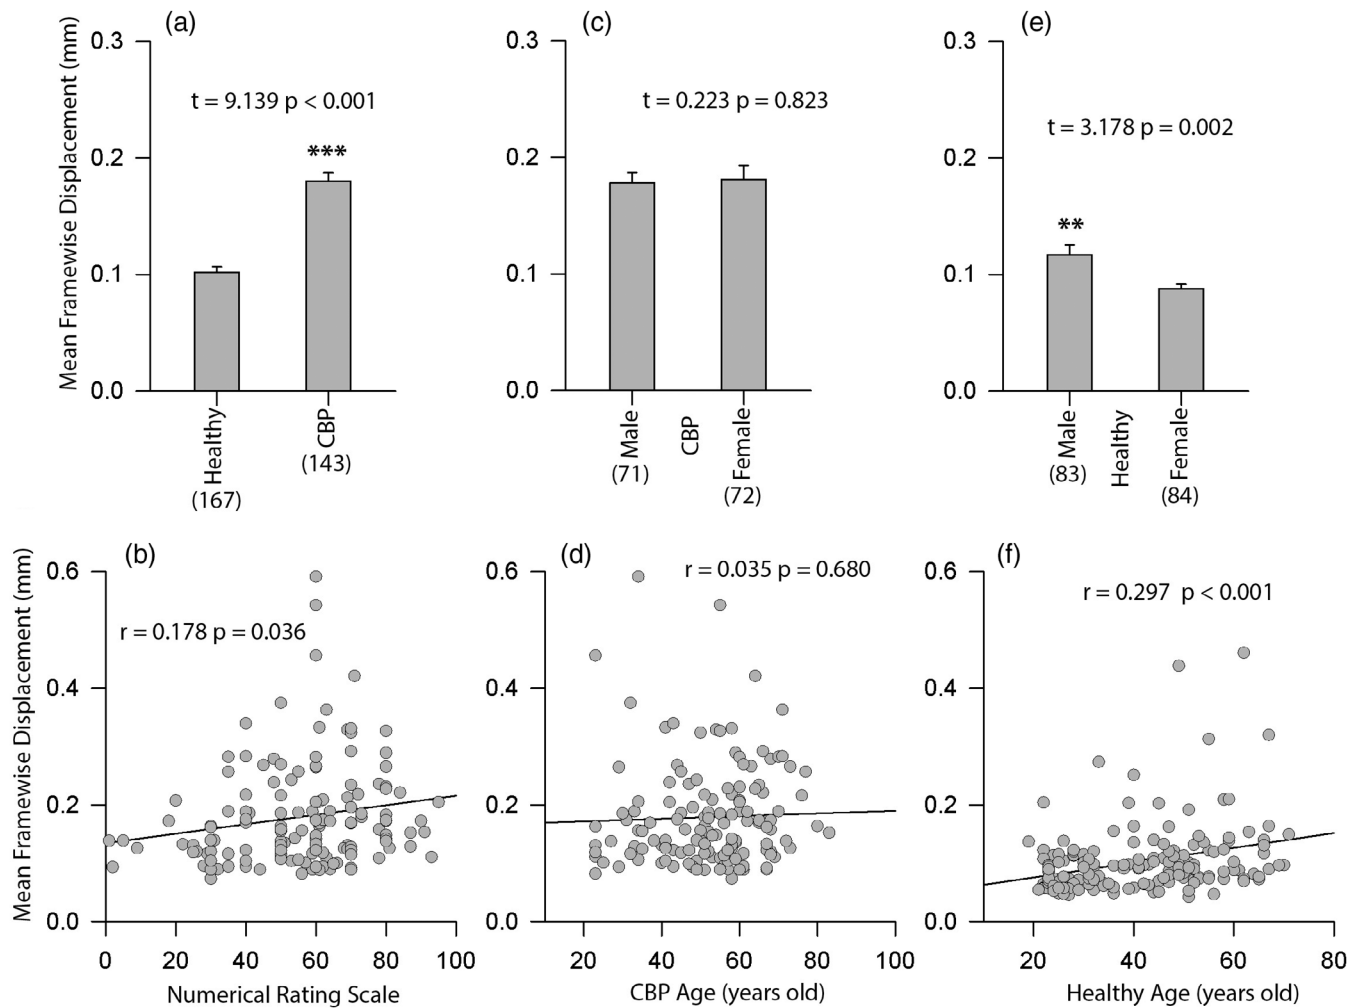 (a)
Mean Framewise Displacement (mm)
0.3
0.2
0.1
0.0
t = 9.139 p < 0.001
***
Healthy
(167)
CBP
(143)
(c)
0.3
0.2
0.1
0.0
t = 0.223 p = 0.823
Male
(71)
CBP
Female
(72)
(e)
0.3
0.2
0.1
0.0
t = 3.178 p = 0.002
**
Male
(83)
Healthy
Female
(84)
(b)
Mean Framewise Displacement (mm)
0.6
0.4
0.2
0.0
r = 0.178 p = 0.036
0 20 40 60 80 100
Numerical Rating Scale
(d)
0.6
0.4
0.2
0.0
r = 0.035 p = 0.680
20 40 60 80 100
CBP Age (years old)
(f)
0.6
0.4
0.2
0.0
r = 0.297 p < 0.001
20 40 60 80
Healthy Age (years old)